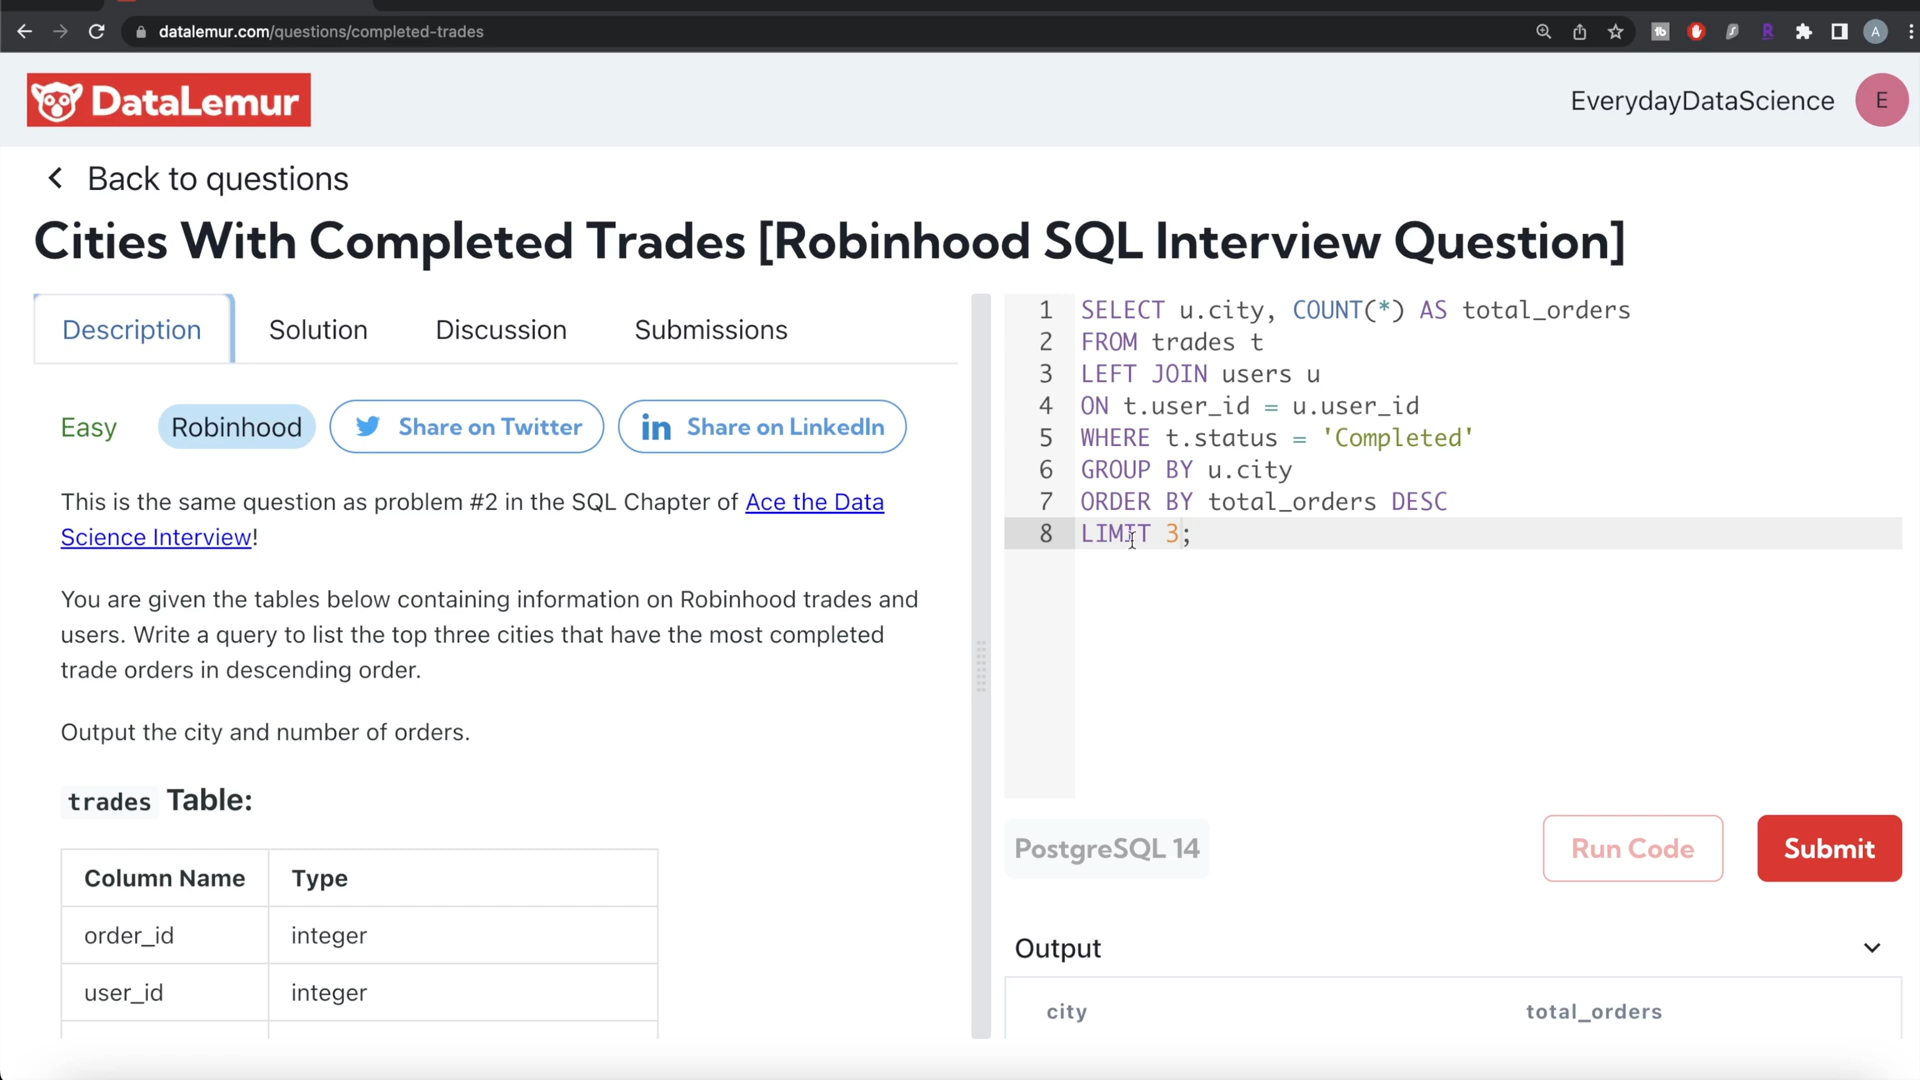 datalemur.com/questions/completed-trades
A
DataLemur
EverydayDataScience
E
Back to questions
Cities With Completed Trades [Robinhood SQL Interview Question]
Description
Solution
Discussion
Submissions
Easy
Robinhood
Share on Twitter
in Share on LinkedIn
This is the same question as problem #2 in the SQL Chapter of Ace the Data
Science Interview!
You are given the tables below containing information on Robinhood trades and
users. Write a query to list the top three cities that have the most completed
trade orders in descending order.
Output the city and number of orders.
trades Table:
Column Name Type
order_id integer
user_id integer
1 SELECT u.city, COUNT(*) AS total_orders
2 FROM trades t
3 LEFT JOIN users u
4 ON t.user_id = u.user_id
5 WHERE t.status = 'Completed'
6 GROUP BY u.city
7 ORDER BY total_orders DESC
8 LIMIT 3;
PostgreSQL 14
Run Code
Submit
Output
city total_orders